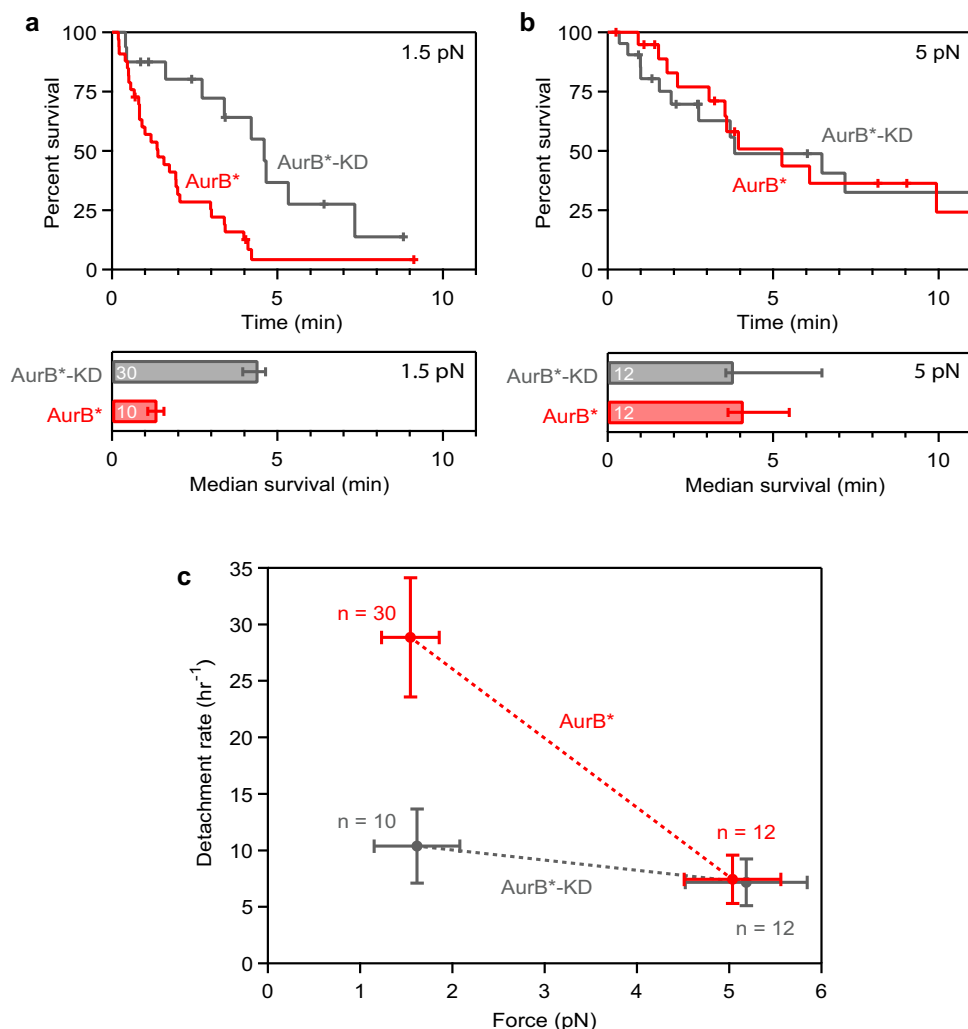 a
1.5 pN
Percent survival
100
75
50
25
0
AurB*-KD
AurB*
0
5
10
Time (min)
AurB*-KD
30
1.5 pN
AurB*
10
0
5
10
Median survival (min)
b
5 pN
Percent survival
100
75
50
25
0
AurB*-KD
AurB*
0
5
10
Time (min)
AurB*-KD
12
5 pN
AurB*
12
0
5
10
Median survival (min)
c
Detachment rate (hr⁻¹)
35
30
25
20
15
10
5
0
n = 30
AurB*
n = 10
n = 12
AurB*-KD
n = 12
0
1
2
3
4
5
6
Force (pN)